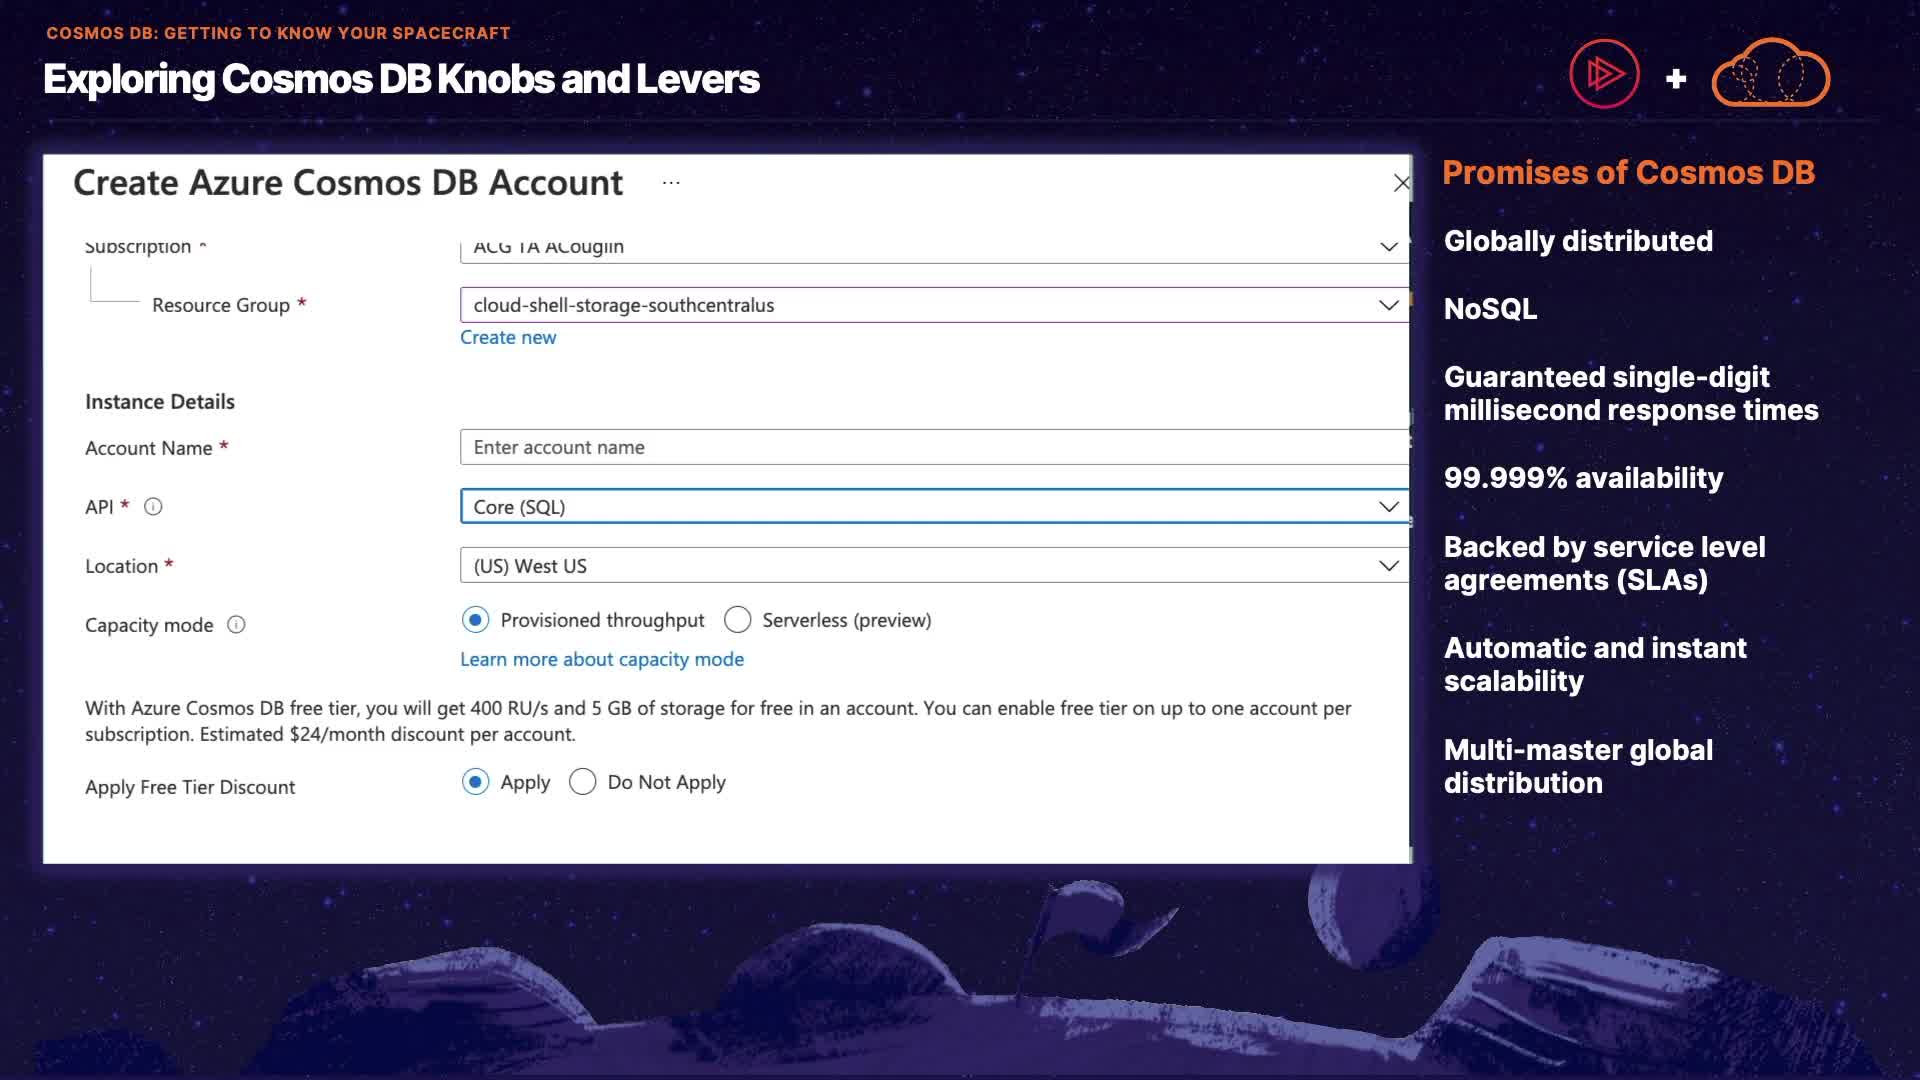 COSMOS DB: GETTING TO KNOW YOUR SPACECRAFT
Exploring Cosmos DB Knobs and Levers
Create Azure Cosmos DB Account ...
Subscription *
ACG TA ACouglin
Resource Group *
cloud-shell-storage-southcentralus
Create new
Instance Details
Account Name *
Enter account name
API *
Core (SQL)
Location *
(US) West US
Capacity mode
Provisioned throughput
Serverless (preview)
Learn more about capacity mode
With Azure Cosmos DB free tier, you will get 400 RU/s and 5 GB of storage for free in an account. You can enable free tier on up to one account per
subscription. Estimated $24/month discount per account.
Apply Free Tier Discount
Apply
Do Not Apply
Promises of Cosmos DB
Globally distributed
NoSQL
Guaranteed single-digit
millisecond response times
99.999% availability
Backed by service level
agreements (SLAs)
Automatic and instant
scalability
Multi-master global
distribution